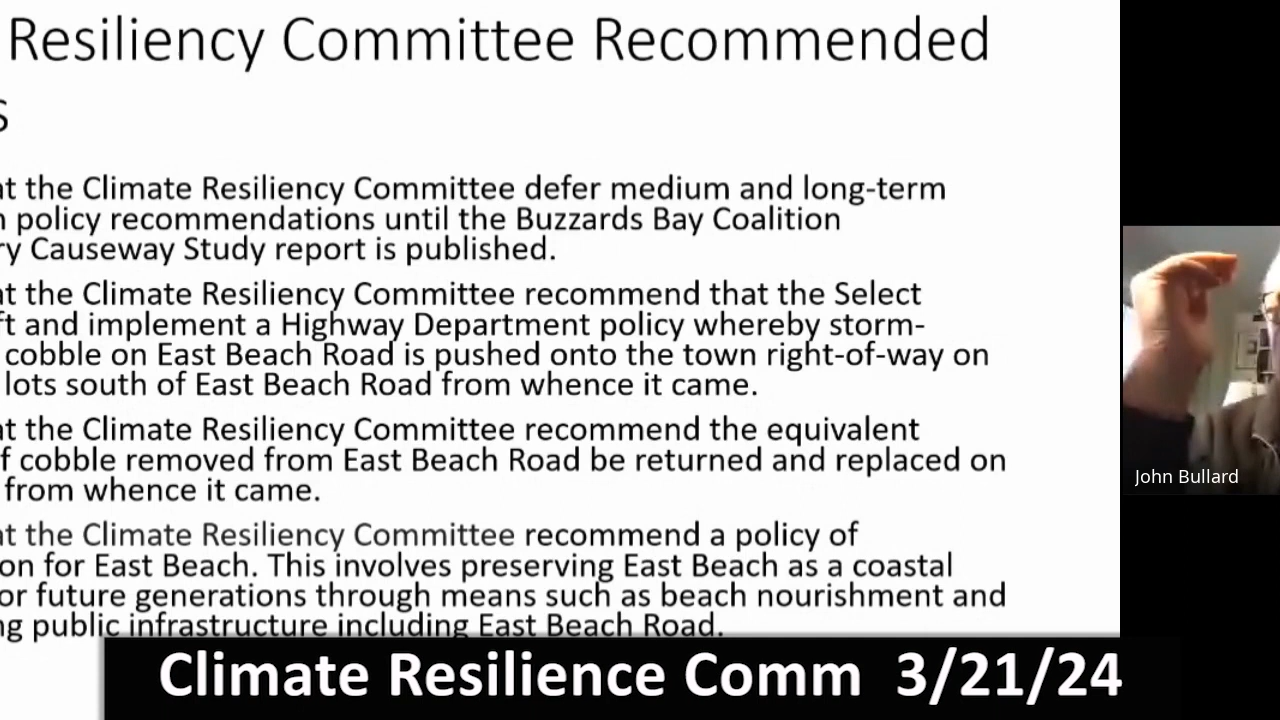 Resiliency Committee Recommended
s
at the Climate Resiliency Committee defer medium and long-term
policy recommendations until the Buzzards Bay Coalition
ry Causeway Study report is published.
at the Climate Resiliency Committee recommend that the Select
ft and implement a Highway Department policy whereby storm-
cobble on East Beach Road is pushed onto the town right-of-way on
lots south of East Beach Road from whence it came.
at the Climate Resiliency Committee recommend the equivalent
f cobble removed from East Beach Road be returned and replaced on
from whence it came.
at the Climate Resiliency Committee recommend a policy of
on for East Beach. This involves preserving East Beach as a coastal
or future generations through means such as beach nourishment and
ng public infrastructure including East Beach Road.
John Bullard
Climate Resilience Comm 3/21/24